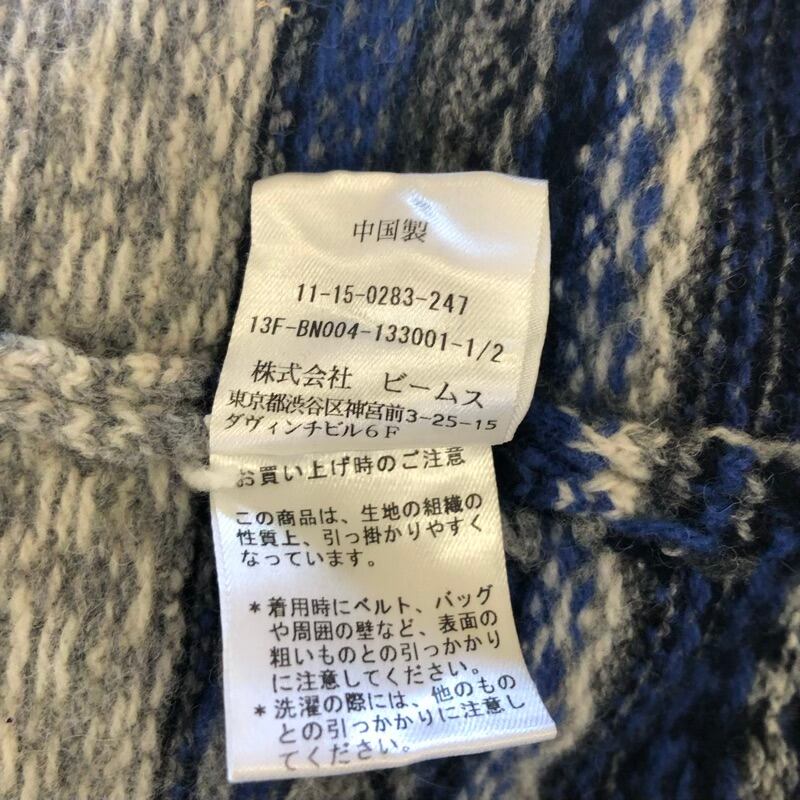 中国製
11-15-0283-247
13F-BN004-133001-1/2
株式会社 ビームス
東京都渋谷区神宮前3-25-15
ダヴィンチビル6F
お買い上げ時のご注意
この商品は、生地の組織の
性質上、引っ掛かりやすく
なっています。
*着用時にベルト、バッグ
や周囲の壁など、表面の
粗いものとの引っかかり
に注意してください。
*洗濯の際には、他のもの
との引っかかりに注意し
てください。